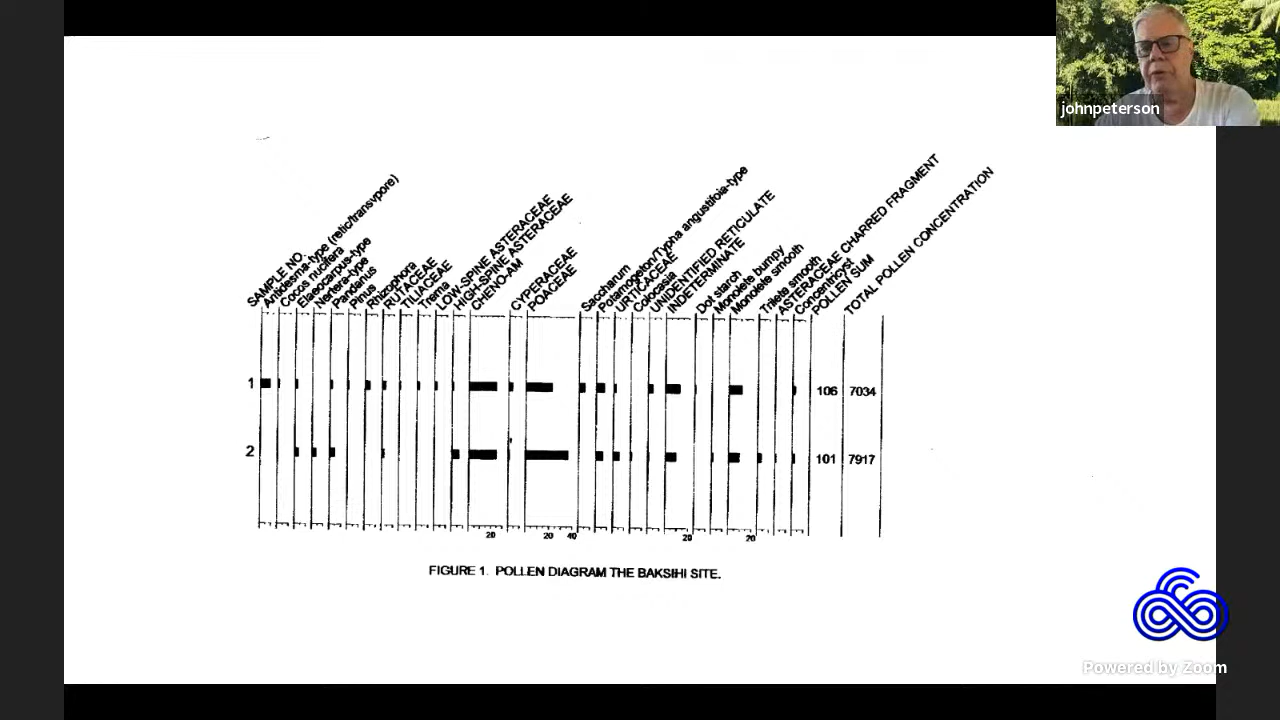 johnpeterson
SAMPLE NO.
Antidesma-type (retic/transvpore)
Cocos nucifera
Elaeocarpus-type
Nertera-type
Pandanus
Pinus
Rhizophora
RUTACEAE
TILIACEAE
Trema
LOW-SPINE ASTERACEAE
HIGH-SPINE ASTERACEAE
CHENO-AM
CYPERACEAE
POACEAE
Saccharum
Potamogeton/Typha angustifoia-type
URTICACEAE
Colocasia
UNIDENTIFIED RETICULATE
INDETERMINATE
Dot starch
Monolete bumpy
Monolete smooth
Trilete smooth
ASTERACEAE CHARRED FRAGMENT
Concentricyst
POLLEN SUM
TOTAL POLLEN CONCENTRATION
1 106 7034
2 101 7917
20 20 40 20 20
FIGURE 1. POLLEN DIAGRAM THE BAKSIHI SITE.
Powered by Zoom